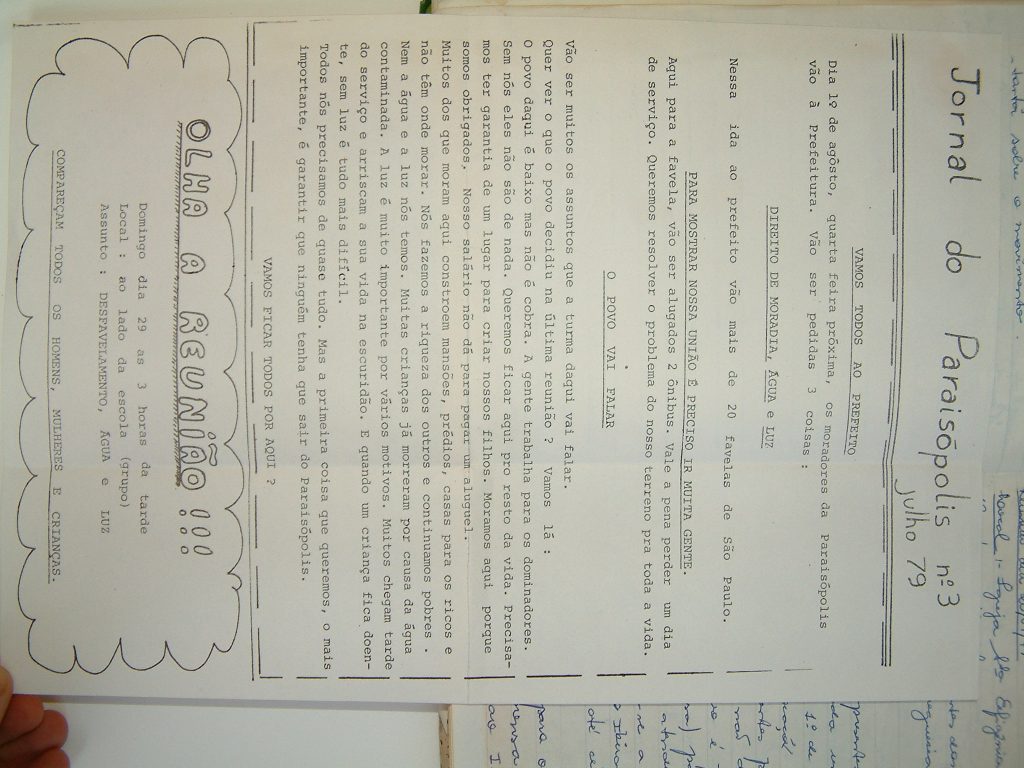 Jornal do Paraisópolis nº 3
julho 79
VAMOS TODOS AO PREFEITO
Dia 1º de agôsto, quarta feira próxima, os moradores da Paraisópolis
vão à Prefeitura. Vão ser pedidas 3 coisas :
DIREITO DE MORADIA, ÁGUA e LUZ
Nessa ida ao prefeito vão mais de 20 favelas de São Paulo.
PARA MOSTRAR NOSSA UNIÃO É PRECISO IR MUITA GENTE.
Aqui para a favela, vão ser alugados 2 ônibus. Vale a pena perder um dia
de serviço. Queremos resolver o problema do nosso terreno pra toda a vida.
O POVO VAI FALAR
Vão ser muitos os assuntos que a turma daqui vai falar.
Quer ver o que o povo decidiu na última reunião ? Vamos lá :
O povo daqui é baixo mas não é cobra. A gente trabalha para os dominadores.
Sem nós eles não são de nada. Queremos ficar aqui pro resto da vida. Precisa-
mos ter garantia de um lugar para criar nossos filhos. Moramos aqui porque
somos obrigados. Nosso salário não dá para pagar um aluguel.
Muitos dos que moram aqui constroem mansões, prédios, casas para os ricos e
não têm onde morar. Nós fazemos a riqueza dos outros e continuamos pobres .
Nem a água e a luz nós temos. Muitas crianças já morreram por causa da água
contaminada. A luz é muito importante por vários motivos. Muitos chegam tarde
do serviço e arriscam a sua vida na escuridão. E quando um criança fica doen-
te, sem luz é tudo mais difícil.
Todos nós precisamos de quase tudo. Mas a primeira coisa que queremos, o mais
importante, é garantir que ninguém tenha que sair do Paraisópolis.
VAMOS FICAR TODOS POR AQUI ?
OLHA A REUNIÃO !!!
Domingo dia 29 as 3 horas da tarde
Local : ao lado da escola (grupo)
Assunto : DESFAVELAMENTO, ÁGUA e LUZ
COMPAREÇAM TODOS OS HOMENS, MULHERES E CRIANÇAS.
sobre o movimento.